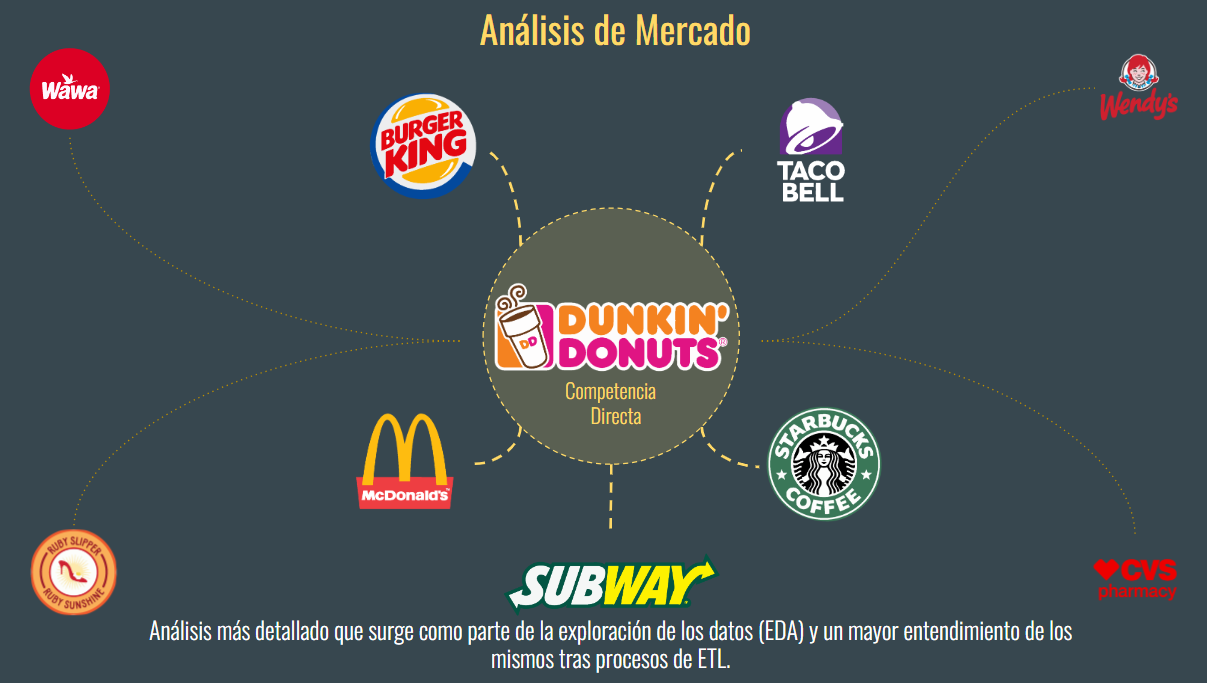 Análisis de Mercado
Wawa
BURGER
KING
TACO
BELL
Wendy's
DUNKIN'
DONUTS®
DD
Competencia
Directa
McDonald's
STARBUCKS
COFFEE
RUBY SLIPPER
RUBY SUNSHINE
SUBWAY
CVS
pharmacy
Análisis más detallado que surge como parte de la exploración de los datos (EDA) y un mayor entendimiento de los
mismos tras procesos de ETL.